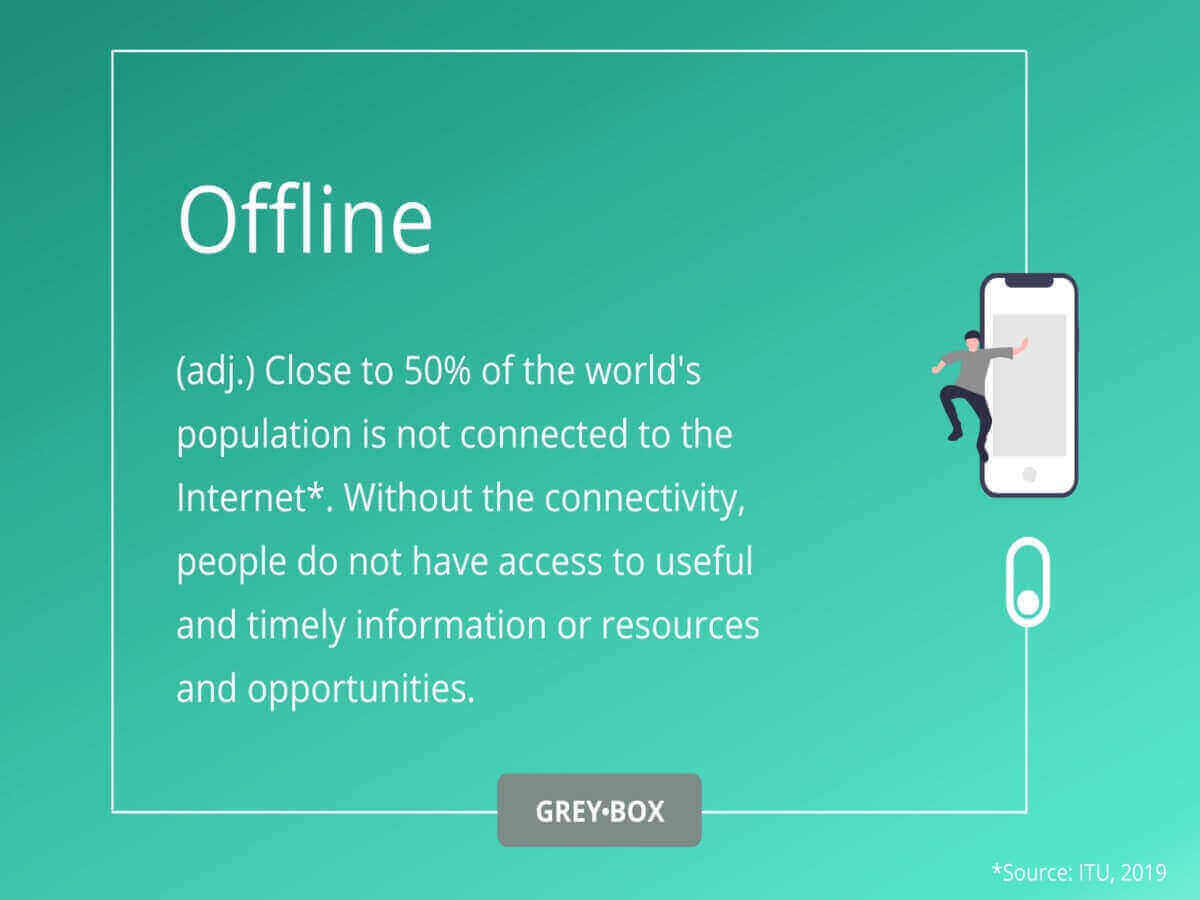 Offline
(adj.) Close to 50% of the world's
population is not connected to the
Internet*. Without the connectivity,
people do not have access to useful
and timely information or resources
and opportunities.
GREY•BOX
*Source: ITU, 2019